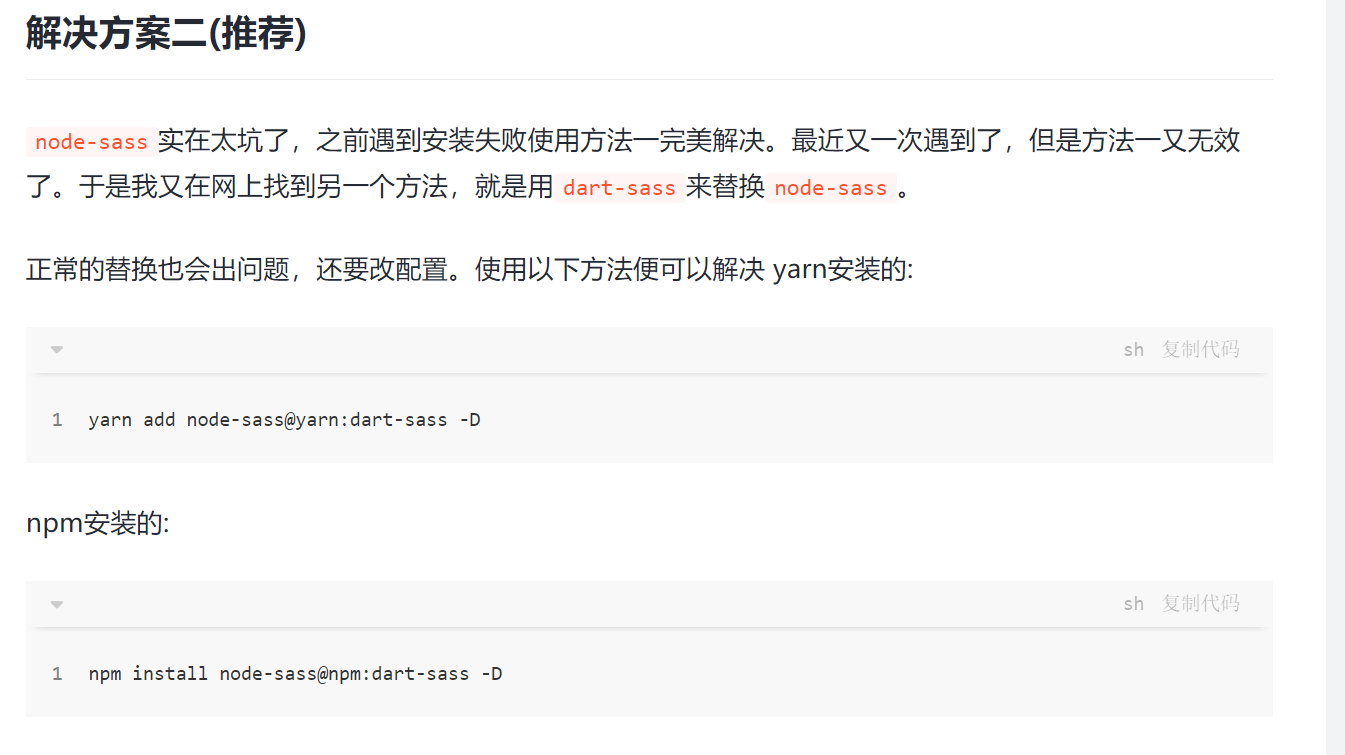 解决方案二(推荐)
node-sass 实在太坑了，之前遇到安装失败使用方法一完美解决。最近又一次遇到了，但是方法一又无效
了。于是我又在网上找到另一个方法，就是用 dart-sass 来替换 node-sass 。
正常的替换也会出问题，还要改配置。使用以下方法便可以解决 yarn安装的:
sh 复制代码
1 yarn add node-sass@yarn:dart-sass -D
npm安装的:
sh 复制代码
1 npm install node-sass@npm:dart-sass -D